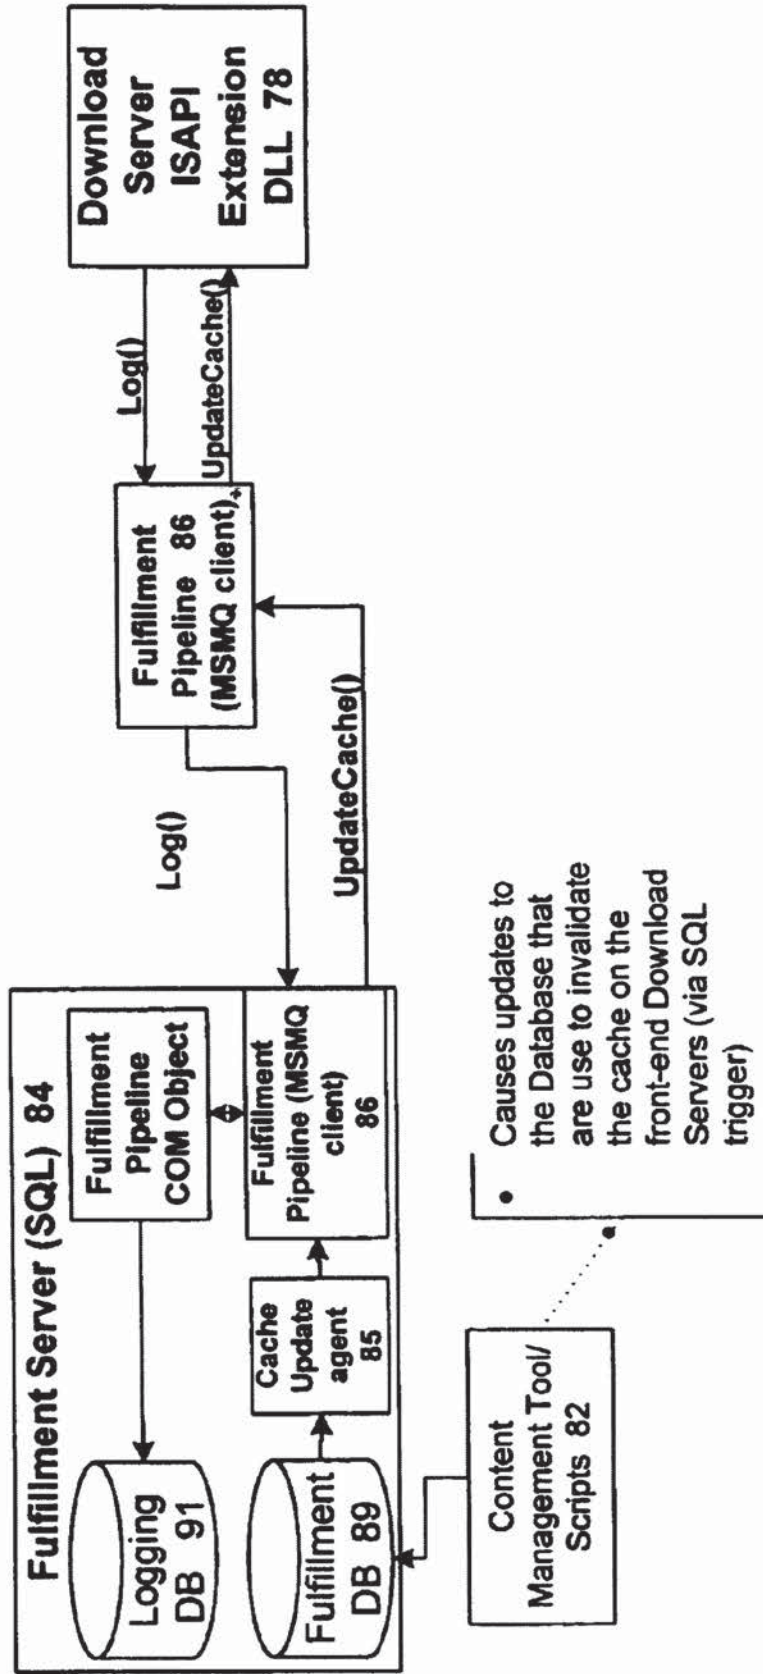 Fulfillment Server (SQL) 84
Logging
DB 91
Fulfillment
Pipeline
COM Object
Fulfillment
DB 89
Cache
Update
agent
85
Fulfillment
Pipeline (MSMQ
client)
86
Log()
UpdateCache()
Fulfillment
Pipeline 86
(MSMQ client)
Log()
UpdateCache()
Download
Server
ISAPI
Extension
DLL 78
Content
Management Tool/
Scripts 82
• Causes updates to
the Database that
are use to invalidate
the cache on the
front-end Download
Servers (via SQL
trigger)